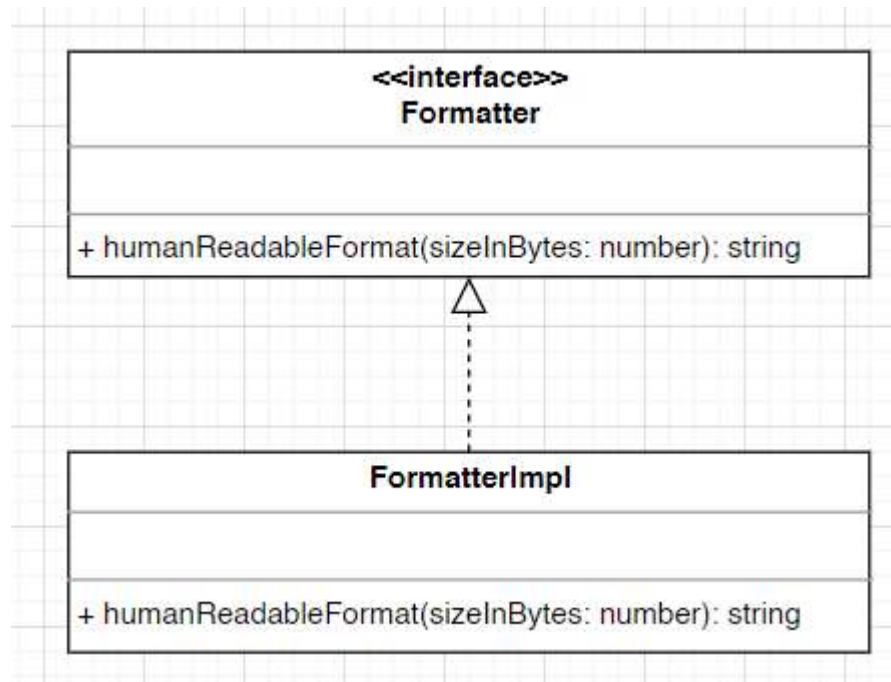 <<interface>>
Formatter
+ humanReadableFormat(sizeInBytes: number): string
FormatterImpl
+ humanReadableFormat(sizeInBytes: number): string